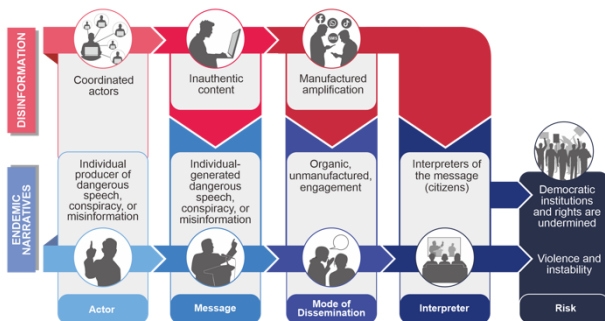 DISINFORMATION
Coordinated
actors
Inauthentic
content
Manufactured
amplification
ENDEMIC
NARRATIVES
Individual
producer of
dangerous
speech,
conspiracy, or
misinformation
Individual-
generated
dangerous
speech,
conspiracy, or
misinformation
Organic,
unmanufactured,
engagement
Interpreters of
the message
(citizens)
Democratic
institutions
and rights are
undermined
Violence and
instability
Actor
Message
Mode of
Dissemination
Interpreter
Risk